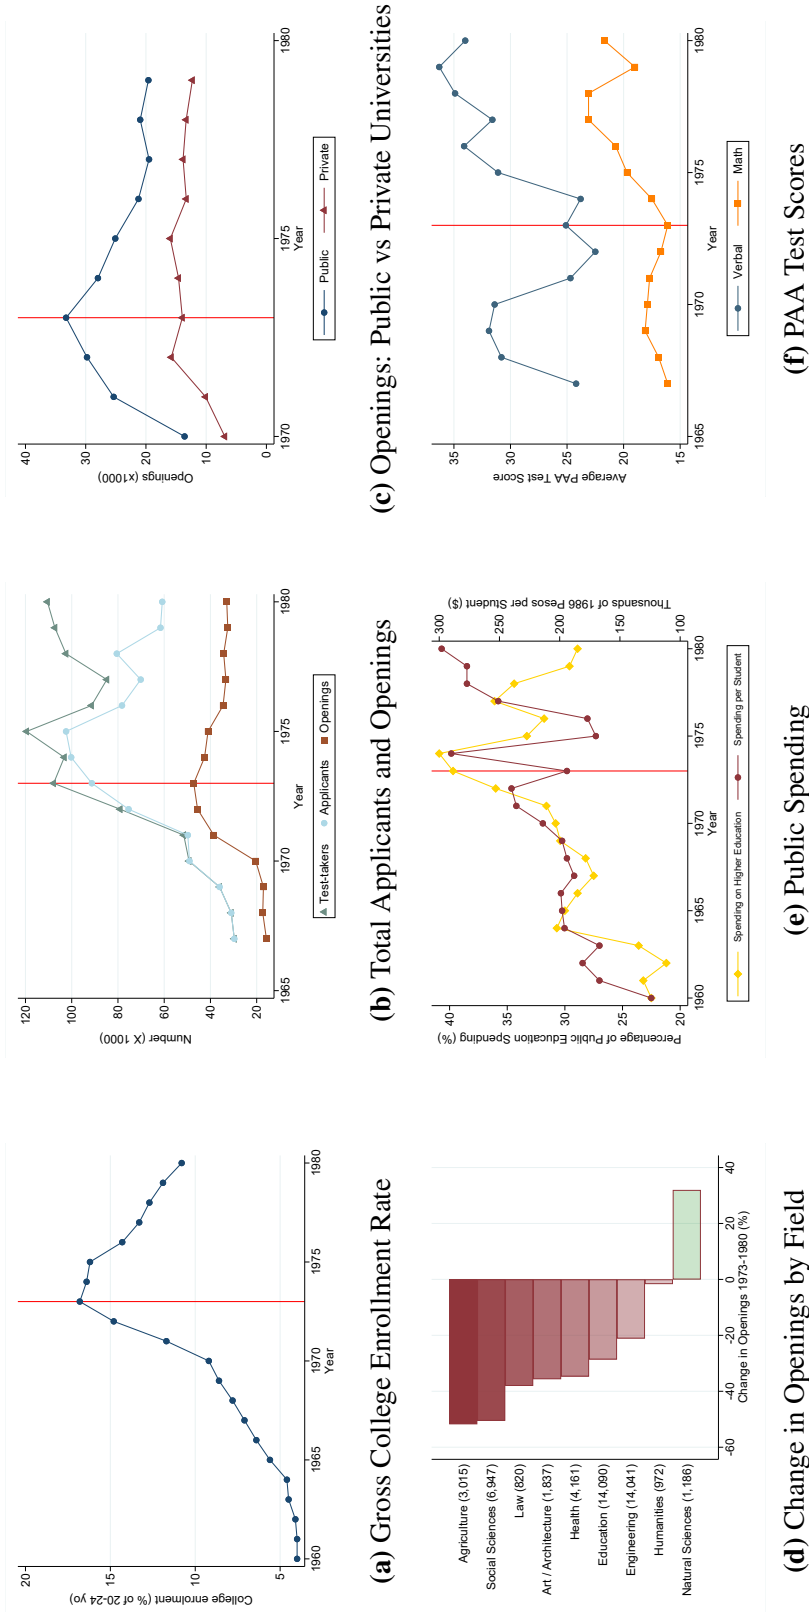 20
15
10
5
College enrollment (% of 20-24 yo)
1960
1965
1970
1975
1980
Year
(a) Gross College Enrollment Rate
120
100
80
60
40
20
Number (X 1000)
1965
1970
1975
1980
Year
Test-takers
Applicants
Openings
(b) Total Applicants and Openings
40
30
20
10
0
Openings (x1000)
1970
1975
1980
Year
Public
Private
(c) Openings: Public vs Private Universities
Agriculture (3,015)
Social Sciences (6,947)
Law (820)
Art / Architecture (1,837)
Health (4,161)
Education (14,090)
Engineering (14,041)
Humanities (972)
Natural Sciences (1,186)
-60
-40
-20
0
20
40
Change in Openings 1973-1980 (%)
(d) Change in Openings by Field
40
35
30
25
20
Percentage of Public Education Spending (%)
300
250
200
150
100
Thousands of 1986 Pesos per Student ($)
1960
1965
1970
1975
1980
Year
Spending on Higher Education
Spending per Student
(e) Public Spending
35
30
25
20
15
Average PAA Test Score
1965
1970
1975
1980
Year
Verbal
Math
(f) PAA Test Scores